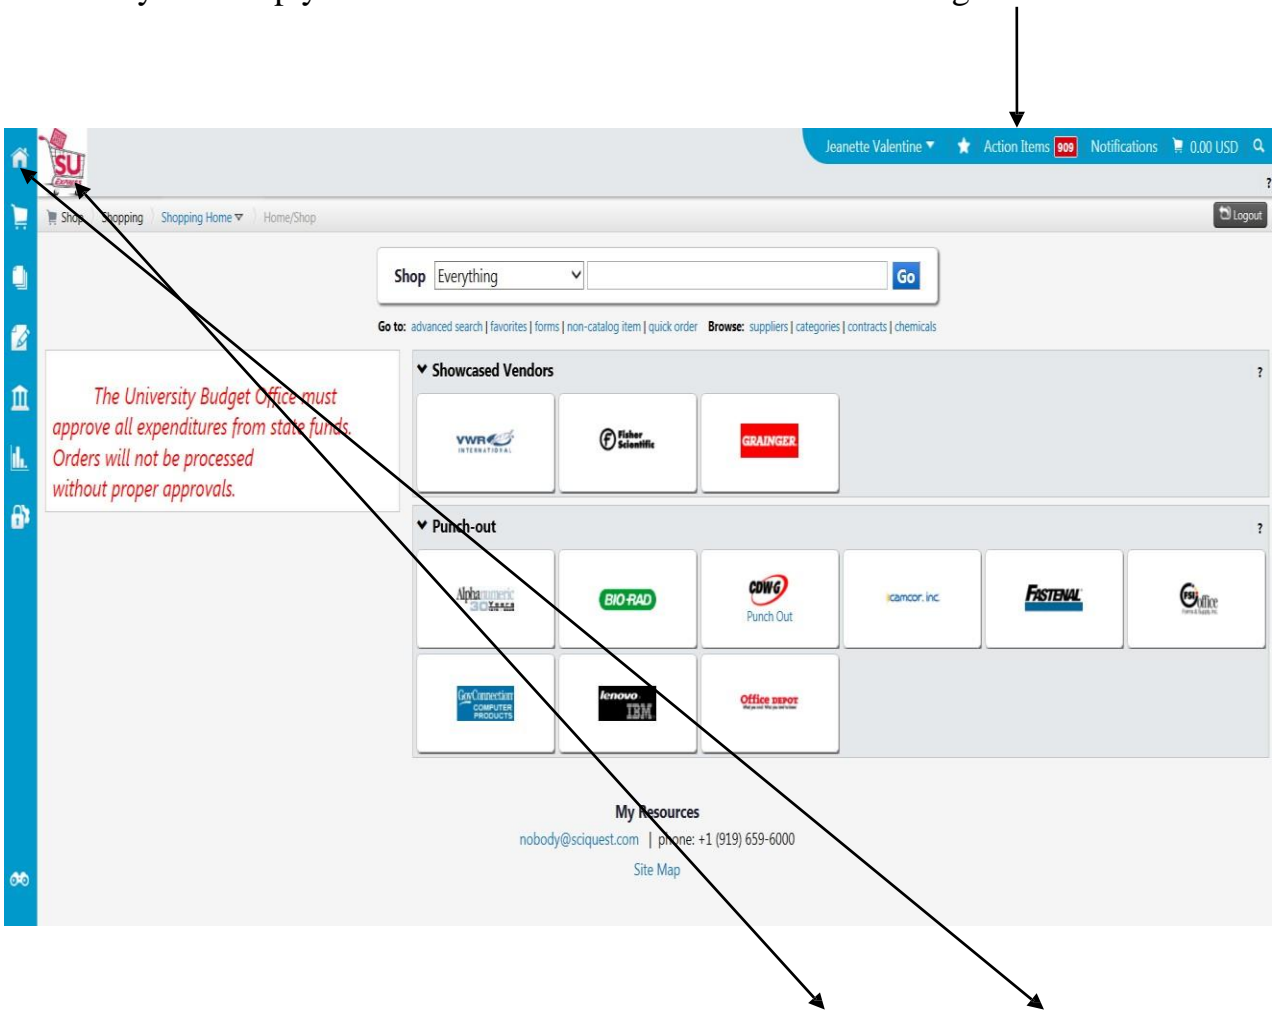 SU
Express
Jeanette Valentine Action Items 909 Notifications 0.00 USD
?
Shop Shopping Shopping Home Home/Shop
Logout
Shop Everything Go
Go to: advanced search | favorites | forms | non-catalog item | quick order Browse: suppliers | categories | contracts | chemicals
The University Budget Office must
approve all expenditures from state funds.
Orders will not be processed
without proper approvals.
Showcased Vendors ?
VWR
INTERNATIONAL
Fisher
Scientific
GRAINGER
Punch-out ?
Alphanumeric
30 Years
BIO-RAD
CDWG
Punch Out
camcor, inc.
FASTENAL
FSIoffice
GovConnection
COMPUTER
PRODUCTS
lenovo
IBM
Office DEPOT
My Resources
nobody@sciquest.com | phone: +1 (919) 659-6000
Site Map